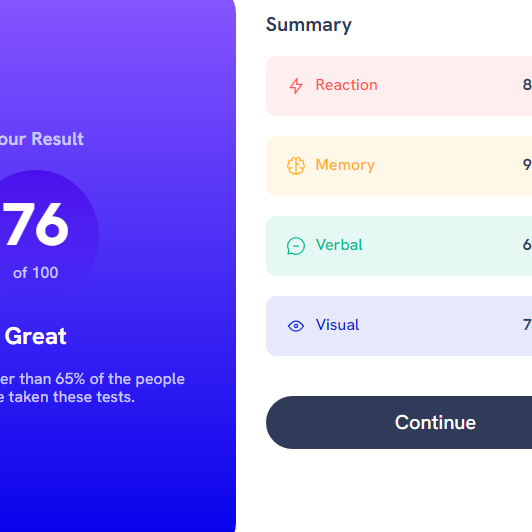 our Result
76
of 100
Great
er than 65% of the people
e taken these tests.
Summary
Reaction 8
Memory 9
Verbal 6
Visual 7
Continue